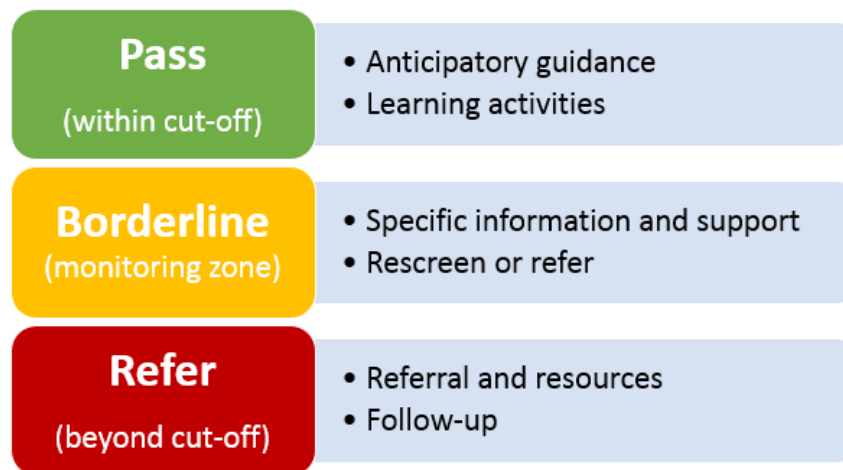 Pass
(within cut-off)
• Anticipatory guidance
• Learning activities
Borderline
(monitoring zone)
• Specific information and support
• Rescreen or refer
Refer
(beyond cut-off)
• Referral and resources
• Follow-up